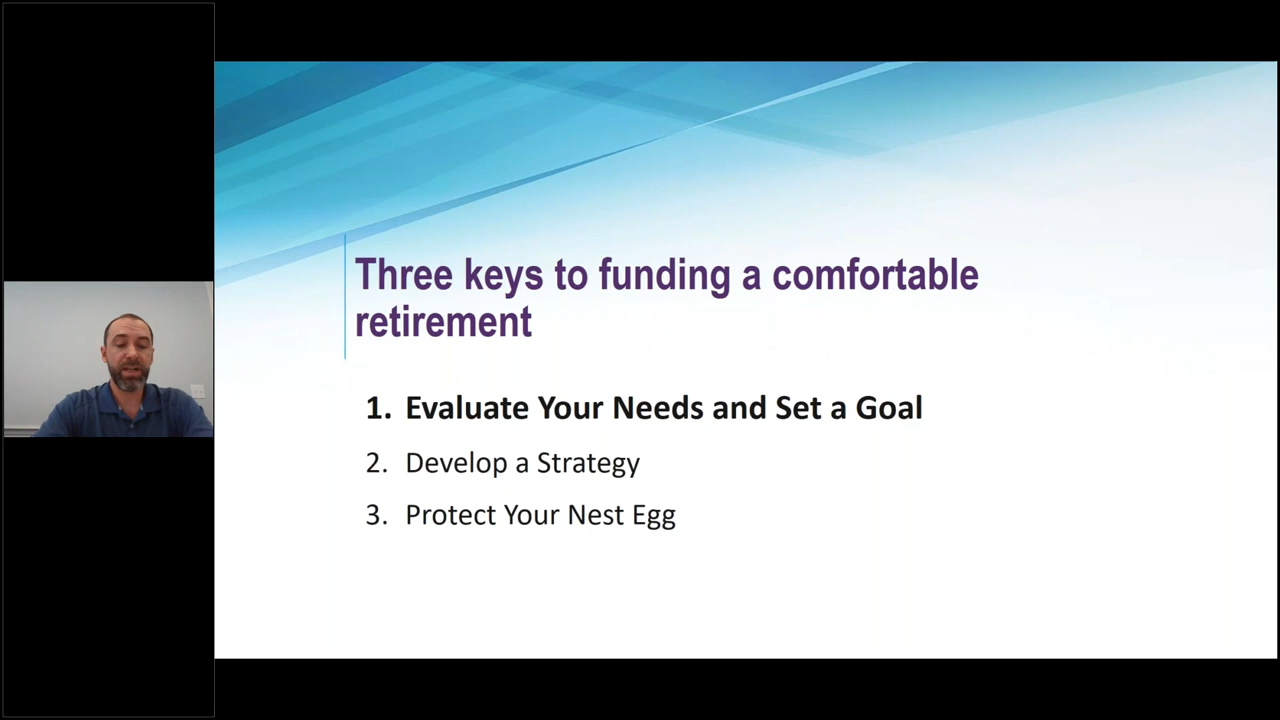 Three keys to funding a comfortable
retirement
1. Evaluate Your Needs and Set a Goal
2. Develop a Strategy
3. Protect Your Nest Egg